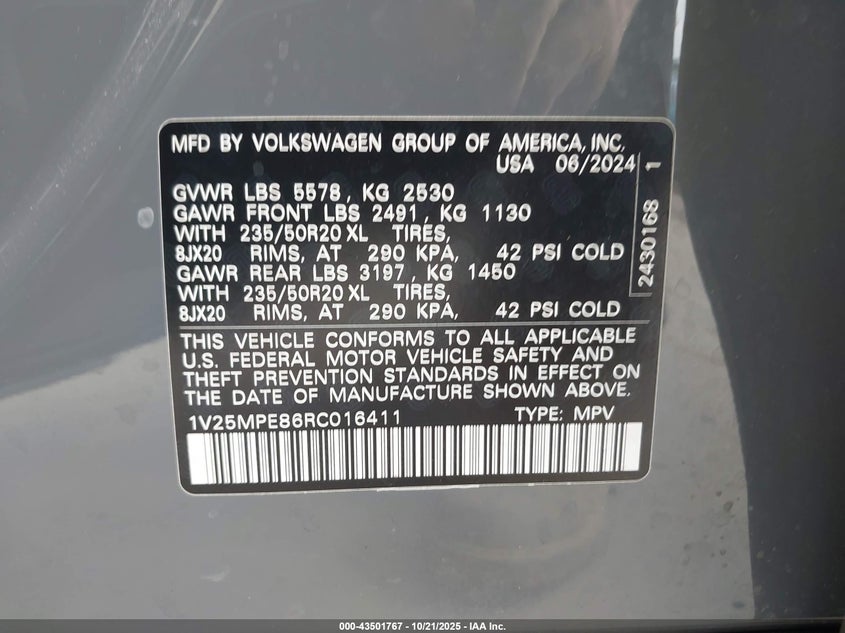 MFD BY VOLKSWAGEN GROUP OF AMERICA, INC.
USA 06/2024
GVWR LBS 5578, KG 2530
GAWR FRONT LBS 2491, KG 1130
WITH 235/50R20 XL TIRES,
8JX20 RIMS, AT 290 KPA, 42 PSI COLD
GAWR REAR LBS 3197, KG 1450
WITH 235/50R20 XL TIRES,
8JX20 RIMS, AT 290 KPA, 42 PSI COLD
2430168 1
THIS VEHICLE CONFORMS TO ALL APPLICABLE
U.S. FEDERAL MOTOR VEHICLE SAFETY AND
THEFT PREVENTION STANDARDS IN EFFECT ON
THE DATE OF MANUFACTURE SHOWN ABOVE.
1V25MPE86RC016411 TYPE: MPV
000-43501767 - 10/21/2025 - IAA Inc.